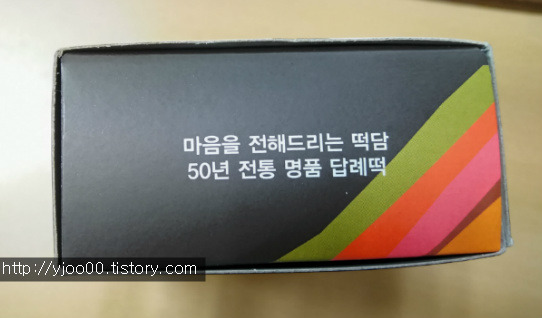 마음을 전해드리는 떡담
50년 전통 명품 답례떡
http://yjoo00.tistory.com